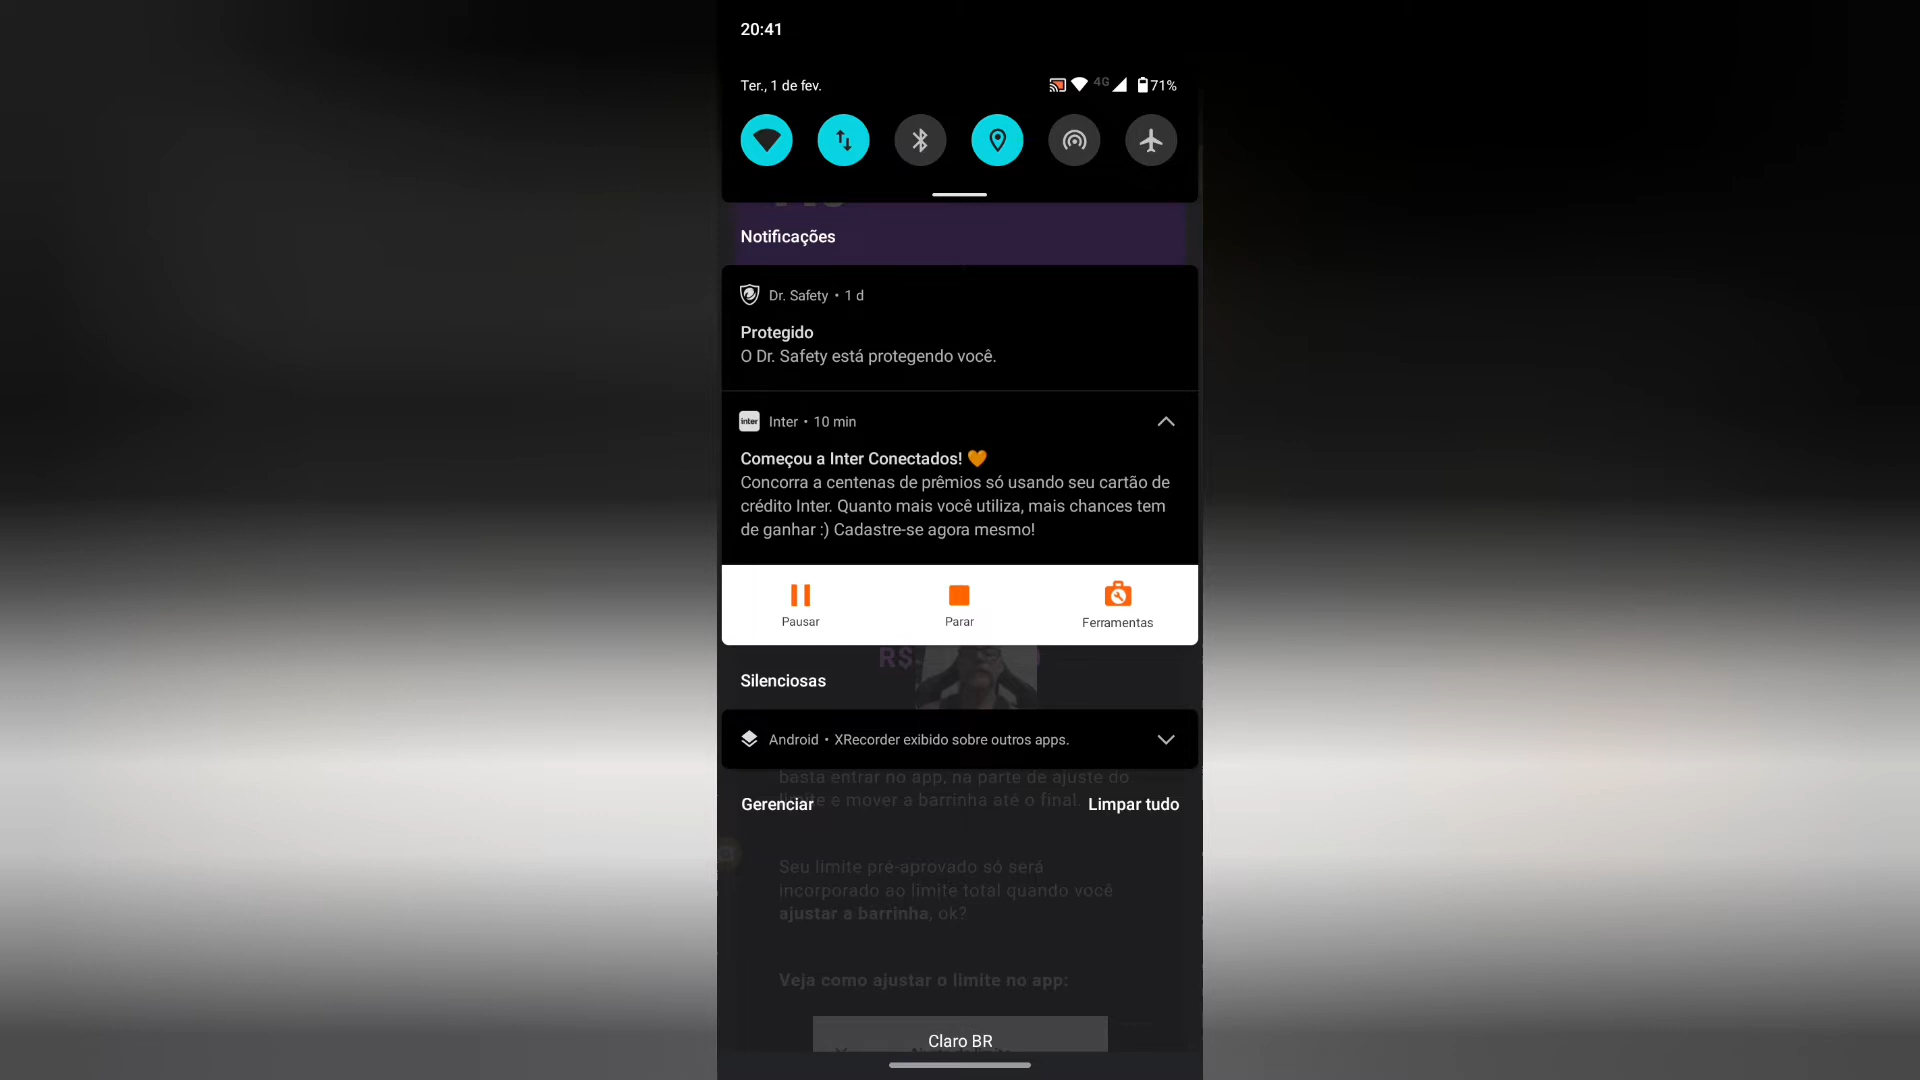 20:41
Ter., 1 de fev.
4G
71%
Notificações
Dr. Safety • 1 d
Protegido
O Dr. Safety está protegendo você.
inter
Inter • 10 min
Começou a Inter Conectados! 🧡
Concorra a centenas de prêmios só usando seu cartão de
crédito Inter. Quanto mais você utiliza, mais chances tem
de ganhar :) Cadastre-se agora mesmo!
Pausar
Parar
Ferramentas
R$
Silenciosas
Android • XRecorder exibido sobre outros apps.
basta entrar no app, na parte de ajuste do
limite e mover a barrinha até o final.
Gerenciar
Limpar tudo
Seu limite pré-aprovado só será
incorporado ao limite total quando você
ajustar a barrinha, ok?
Veja como ajustar o limite no app:
Claro BR